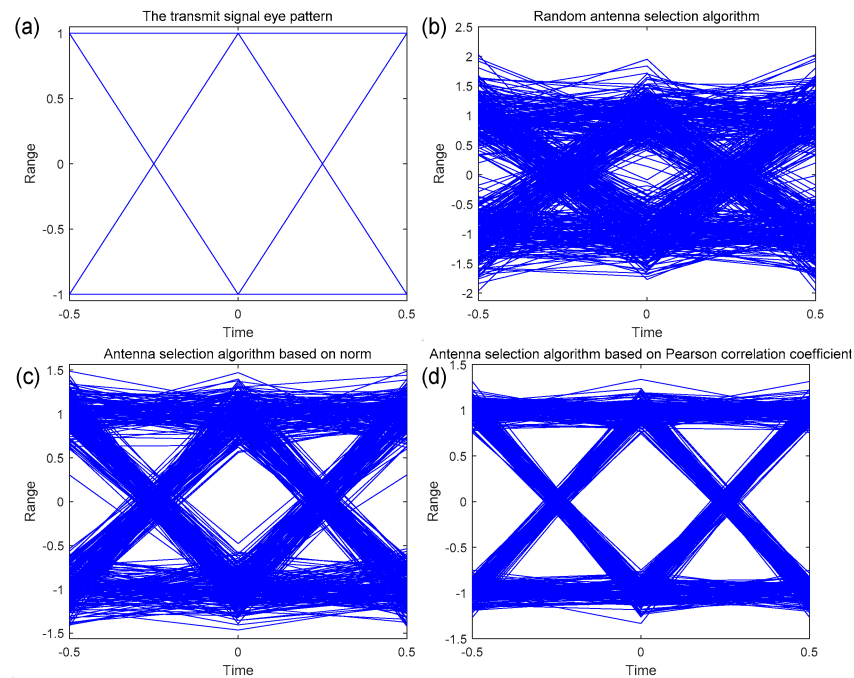 (a)
The transmit signal eye pattern
1
0.5
0
-0.5
-1
Range
-0.5
0
0.5
Time
(b)
Random antenna selection algorithm
2.5
2
1.5
1
0.5
0
-0.5
-1
-1.5
-2
Range
-0.5
0
0.5
Time
(c)
Antenna selection algorithm based on norm
1.5
1
0.5
0
-0.5
-1
-1.5
Range
-0.5
0
0.5
Time
(d)
Antenna selection algorithm based on Pearson correlation coefficient
1.5
1
0.5
0
-0.5
-1
-1.5
Range
-0.5
0
0.5
Time